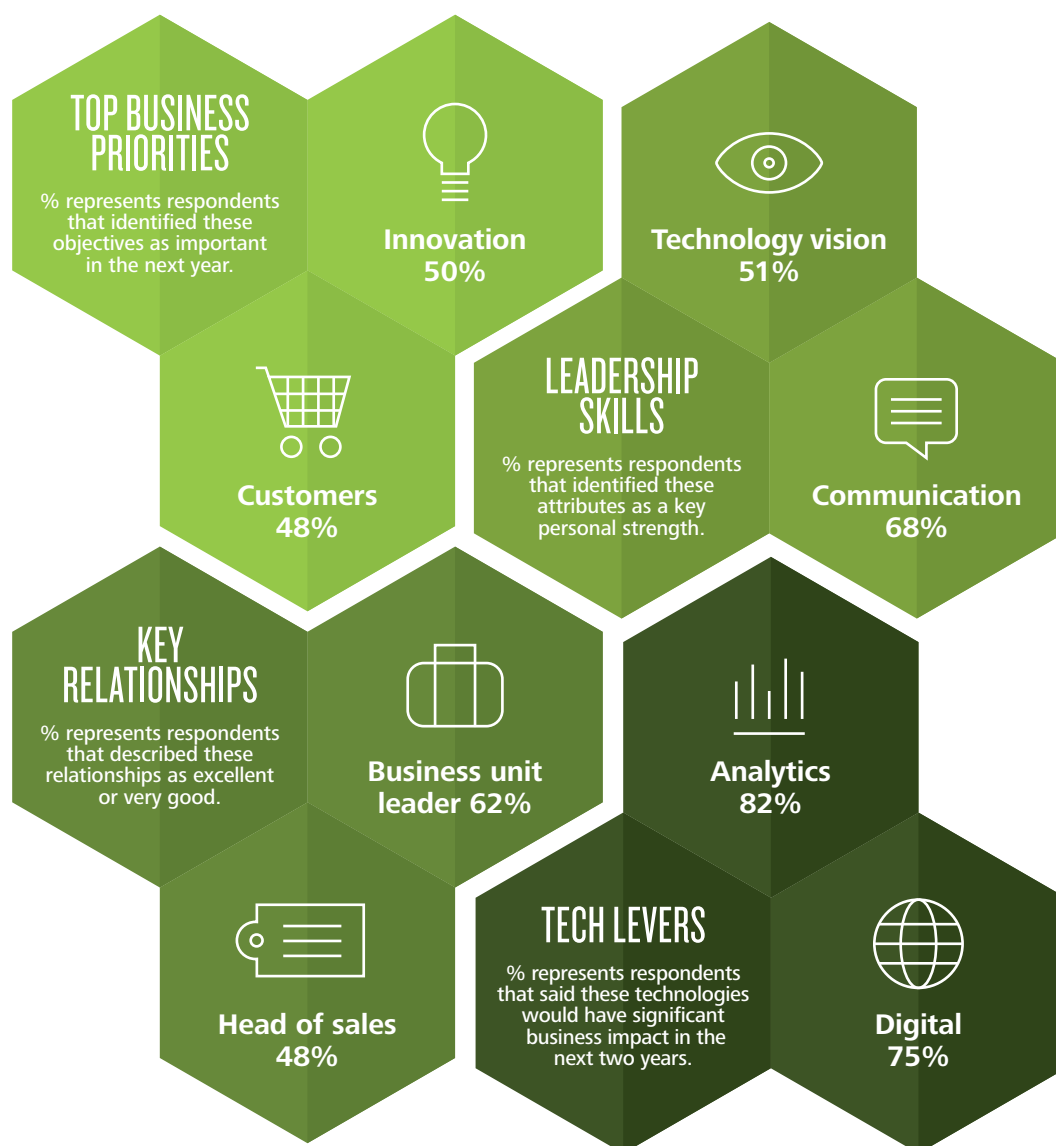 TOP BUSINESS
PRIORITIES
% represents respondents
that identified these
objectives as important
in the next year.
Innovation
50%
Customers
48%
Technology vision
51%
LEADERSHIP
SKILLS
% represents respondents
that identified these
attributes as a key
personal strength.
Communication
68%
KEY
RELATIONSHIPS
% represents respondents
that described these
relationships as excellent
or very good.
Business unit
leader 62%
Head of sales
48%
Analytics
82%
TECH LEVERS
% represents respondents
that said these technologies
would have significant
business impact in the
next two years.
Digital
75%